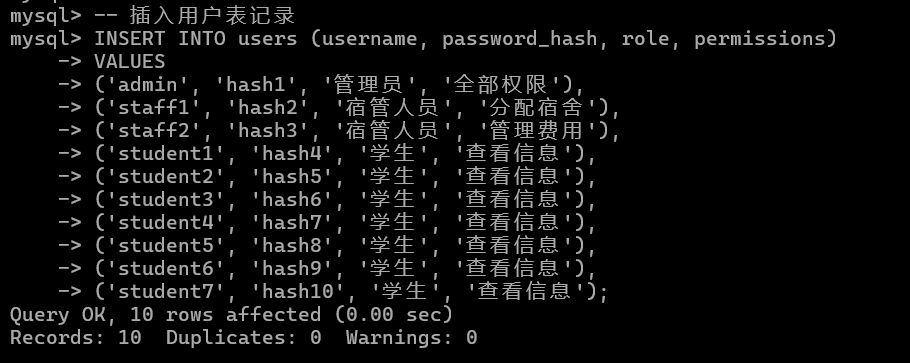 mysql> -- 插入用户表记录
mysql> INSERT INTO users (username, password_hash, role, permissions)
    -> VALUES
    -> ('admin', 'hash1', '管理员', '全部权限'),
    -> ('staff1', 'hash2', '宿管人员', '分配宿舍'),
    -> ('staff2', 'hash3', '宿管人员', '管理费用'),
    -> ('student1', 'hash4', '学生', '查看信息'),
    -> ('student2', 'hash5', '学生', '查看信息'),
    -> ('student3', 'hash6', '学生', '查看信息'),
    -> ('student4', 'hash7', '学生', '查看信息'),
    -> ('student5', 'hash8', '学生', '查看信息'),
    -> ('student6', 'hash9', '学生', '查看信息'),
    -> ('student7', 'hash10', '学生', '查看信息');
Query OK, 10 rows affected (0.00 sec)
Records: 10  Duplicates: 0  Warnings: 0